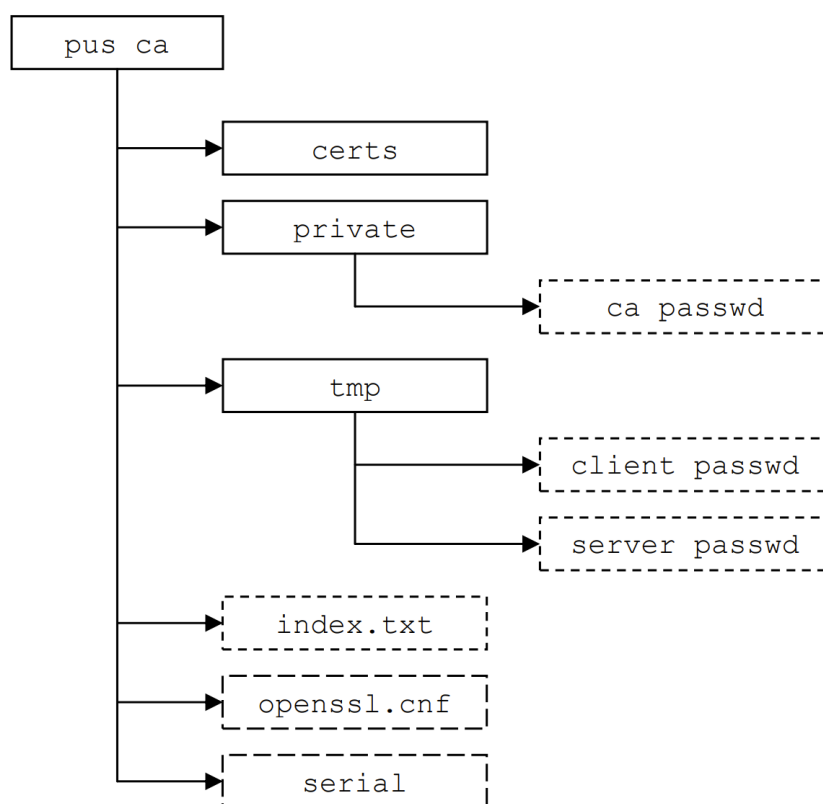 pus ca
certs
private
ca passwd
tmp
client passwd
server passwd
index.txt
openssl.cnf
serial